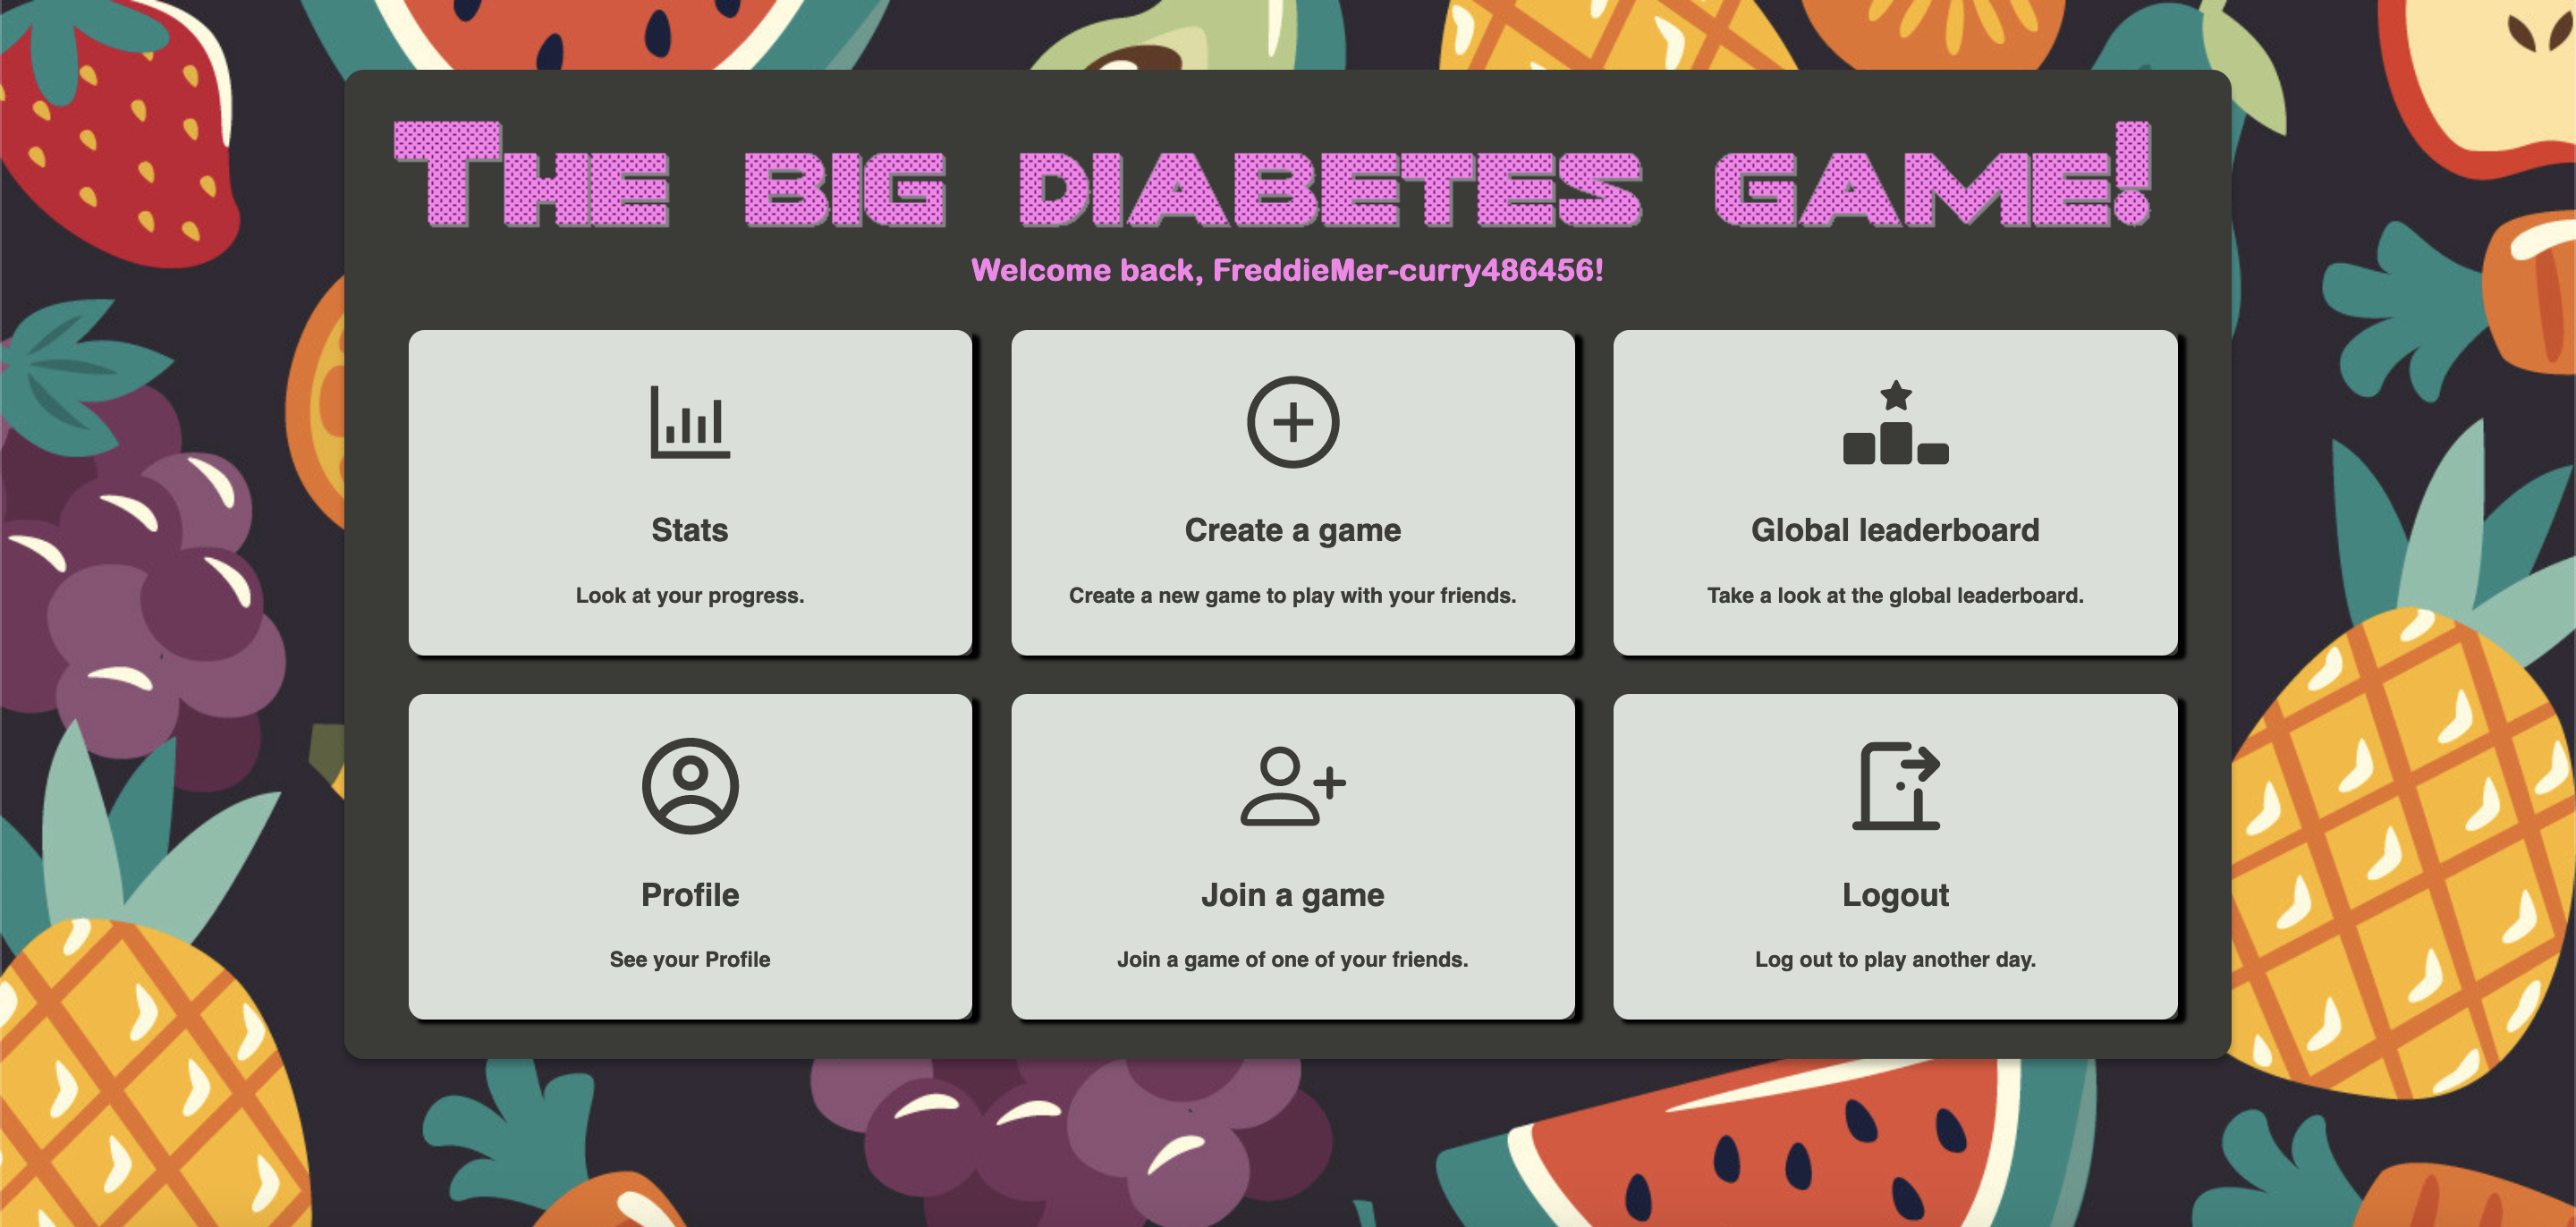 The big diabetes game!
Welcome back, FreddieMer-curry486456!
Stats
Look at your progress.
Create a game
Create a new game to play with your friends.
Global leaderboard
Take a look at the global leaderboard.
Profile
See your Profile
Join a game
Join a game of one of your friends.
Logout
Log out to play another day.